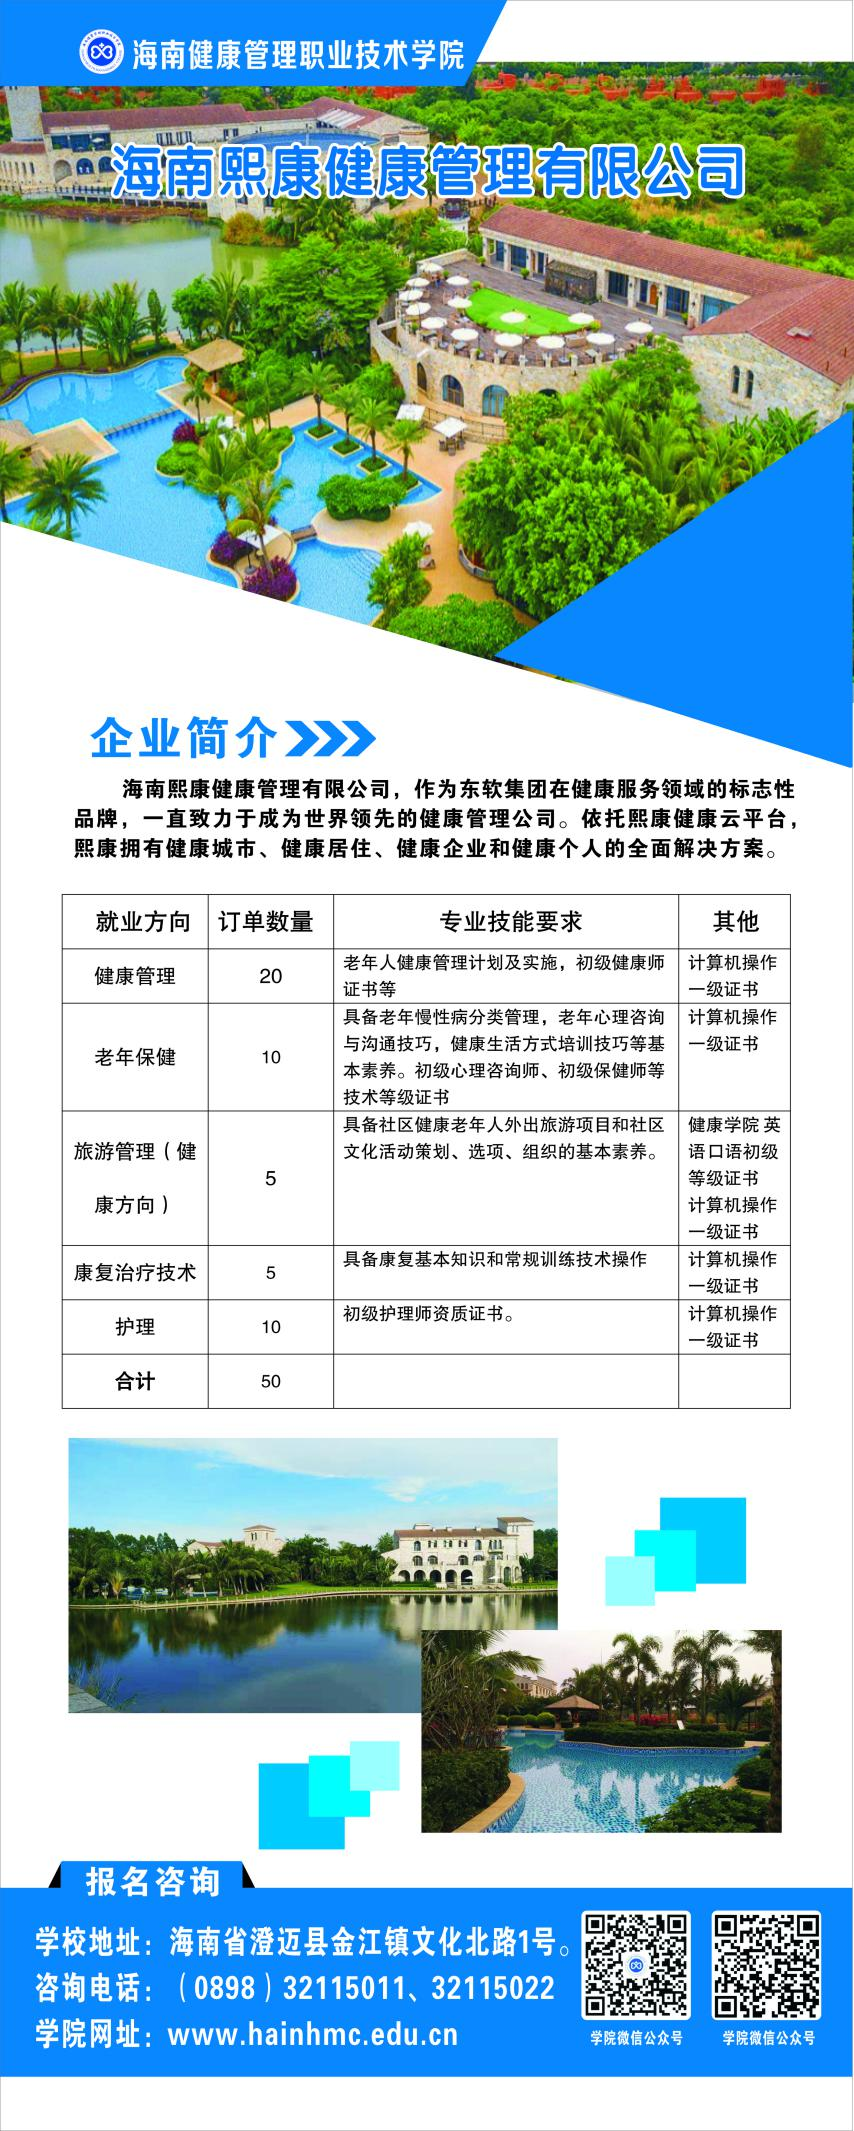 海南健康管理职业技术学院
海南熙康健康管理有限公司
企业简介
海南熙康健康管理有限公司，作为东软集团在健康服务领域的标志性
品牌，一直致力于成为世界领先的健康管理公司。依托熙康健康云平台，
熙康拥有健康城市、健康居住、健康企业和健康个人的全面解决方案。
就业方向 订单数量 专业技能要求 其他
健康管理
20
老年人健康管理计划及实施，初级健康师
证书等
计算机操作
一级证书
老年保健
10
具备老年慢性病分类管理，老年心理咨询
与沟通技巧，健康生活方式培训技巧等基
本素养。初级心理咨询师、初级保健师等
技术等级证书
计算机操作
一级证书
旅游管理（健
康方向）
5
具备社区健康老年人外出旅游项目和社区
文化活动策划、选项、组织的基本素养。
健康学院 英
语口语初级
等级证书
计算机操作
一级证书
康复治疗技术
5
具备康复基本知识和常规训练技术操作
计算机操作
一级证书
护理
10
初级护理师资质证书。
计算机操作
一级证书
合计
50
报名咨询
学校地址：海南省澄迈县金江镇文化北路1号。
咨询电话：（0898）32115011、32115022
学院网址：www.hainhmc.edu.cn
学院微信公众号
学院微信公众号